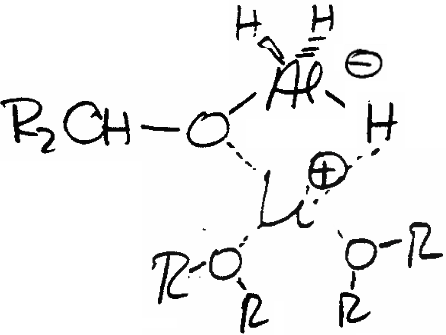 H H
Al ⊖
R₂CH—O H
⊕
Li
R—O O—R
R R